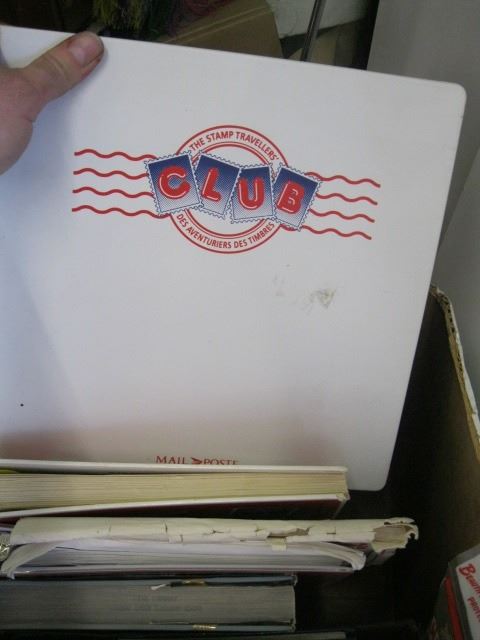 THE STAMP TRAVELLERS'
CLUB
DES AVENTURIERS DES TIMBRES
MAIL POSTE